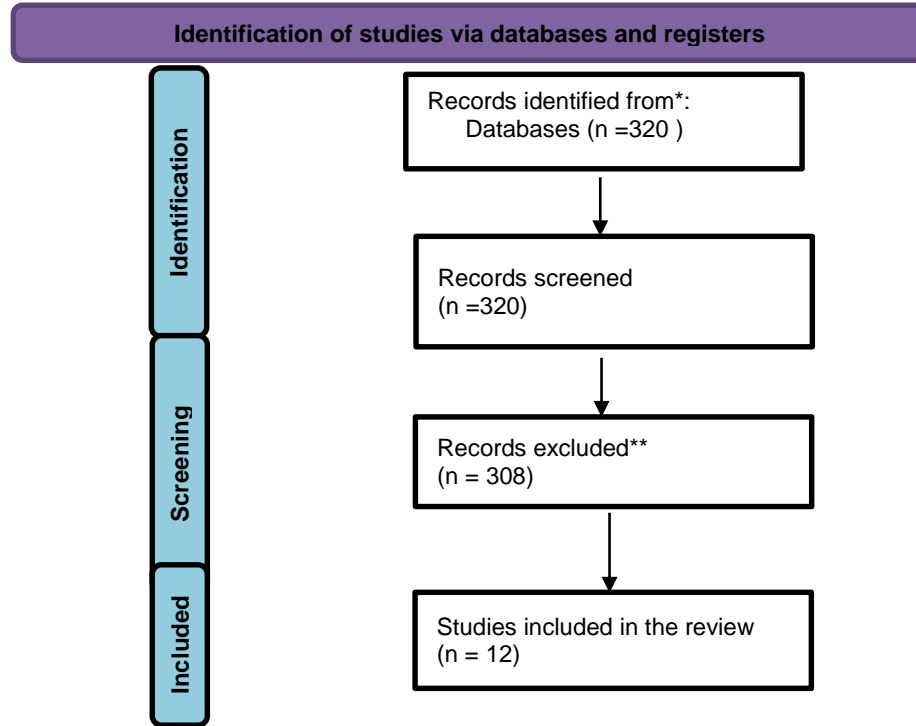 Identification of studies via databases and registers
Identification
Records identified from*:
Databases (n =320 )
Records screened
(n =320)
Screening
Records excluded**
(n = 308)
Included
Studies included in the review
(n = 12)